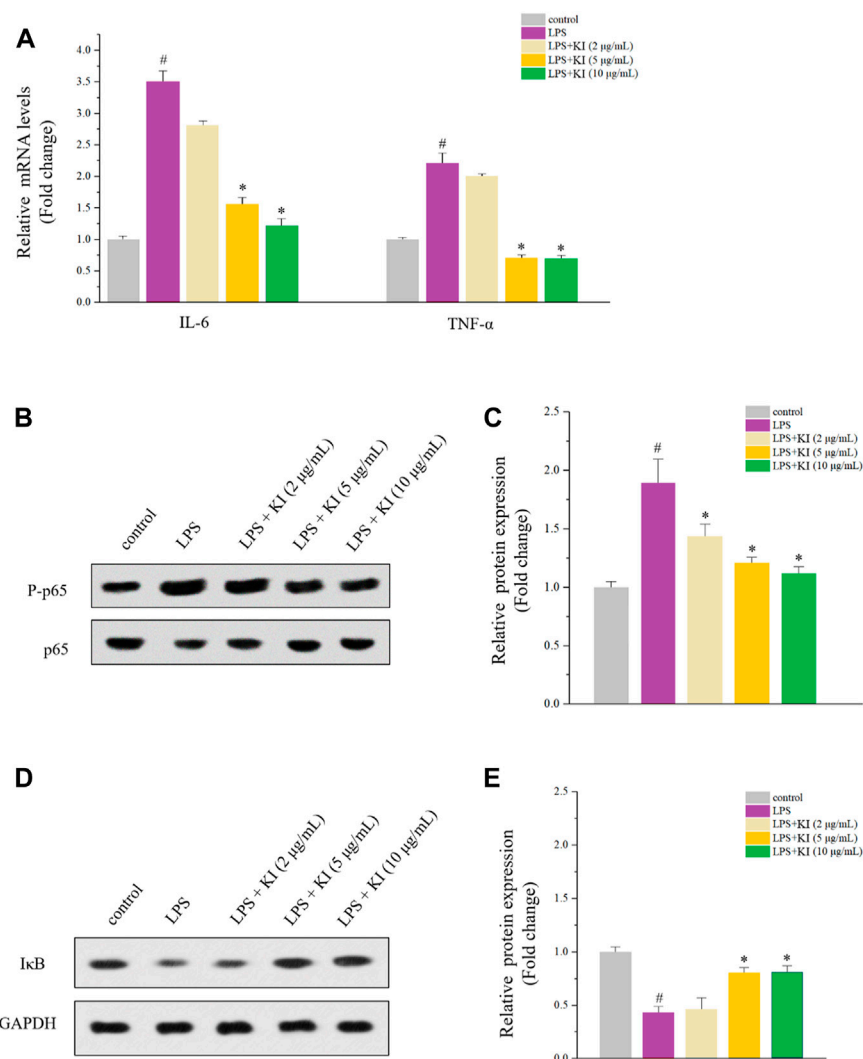 A
control
LPS
LPS+KI (2 μg/mL)
LPS+KI (5 μg/mL)
LPS+KI (10 μg/mL)
Relative mRNA levels
(Fold change)
4.0
3.5
3.0
2.5
2.0
1.5
1.0
0.5
0.0
#
*
*
#
*
*
IL-6
TNF-α
B
control
LPS
LPS + KI (2 μg/mL)
LPS + KI (5 μg/mL)
LPS + KI (10 μg/mL)
P-p65
p65
C
control
LPS
LPS+KI (2 μg/mL)
LPS+KI (5 μg/mL)
LPS+KI (10 μg/mL)
Relative protein expression
(Fold change)
2.5
2.0
1.5
1.0
0.5
0.0
#
*
*
*
D
control
LPS
LPS + KI (2 μg/mL)
LPS + KI (5 μg/mL)
LPS + KI (10 μg/mL)
IκB
GAPDH
E
control
LPS
LPS+KI (2 μg/mL)
LPS+KI (5 μg/mL)
LPS+KI (10 μg/mL)
Relative protein expression
(Fold change)
2.5
2.0
1.5
1.0
0.5
0.0
#
*
*